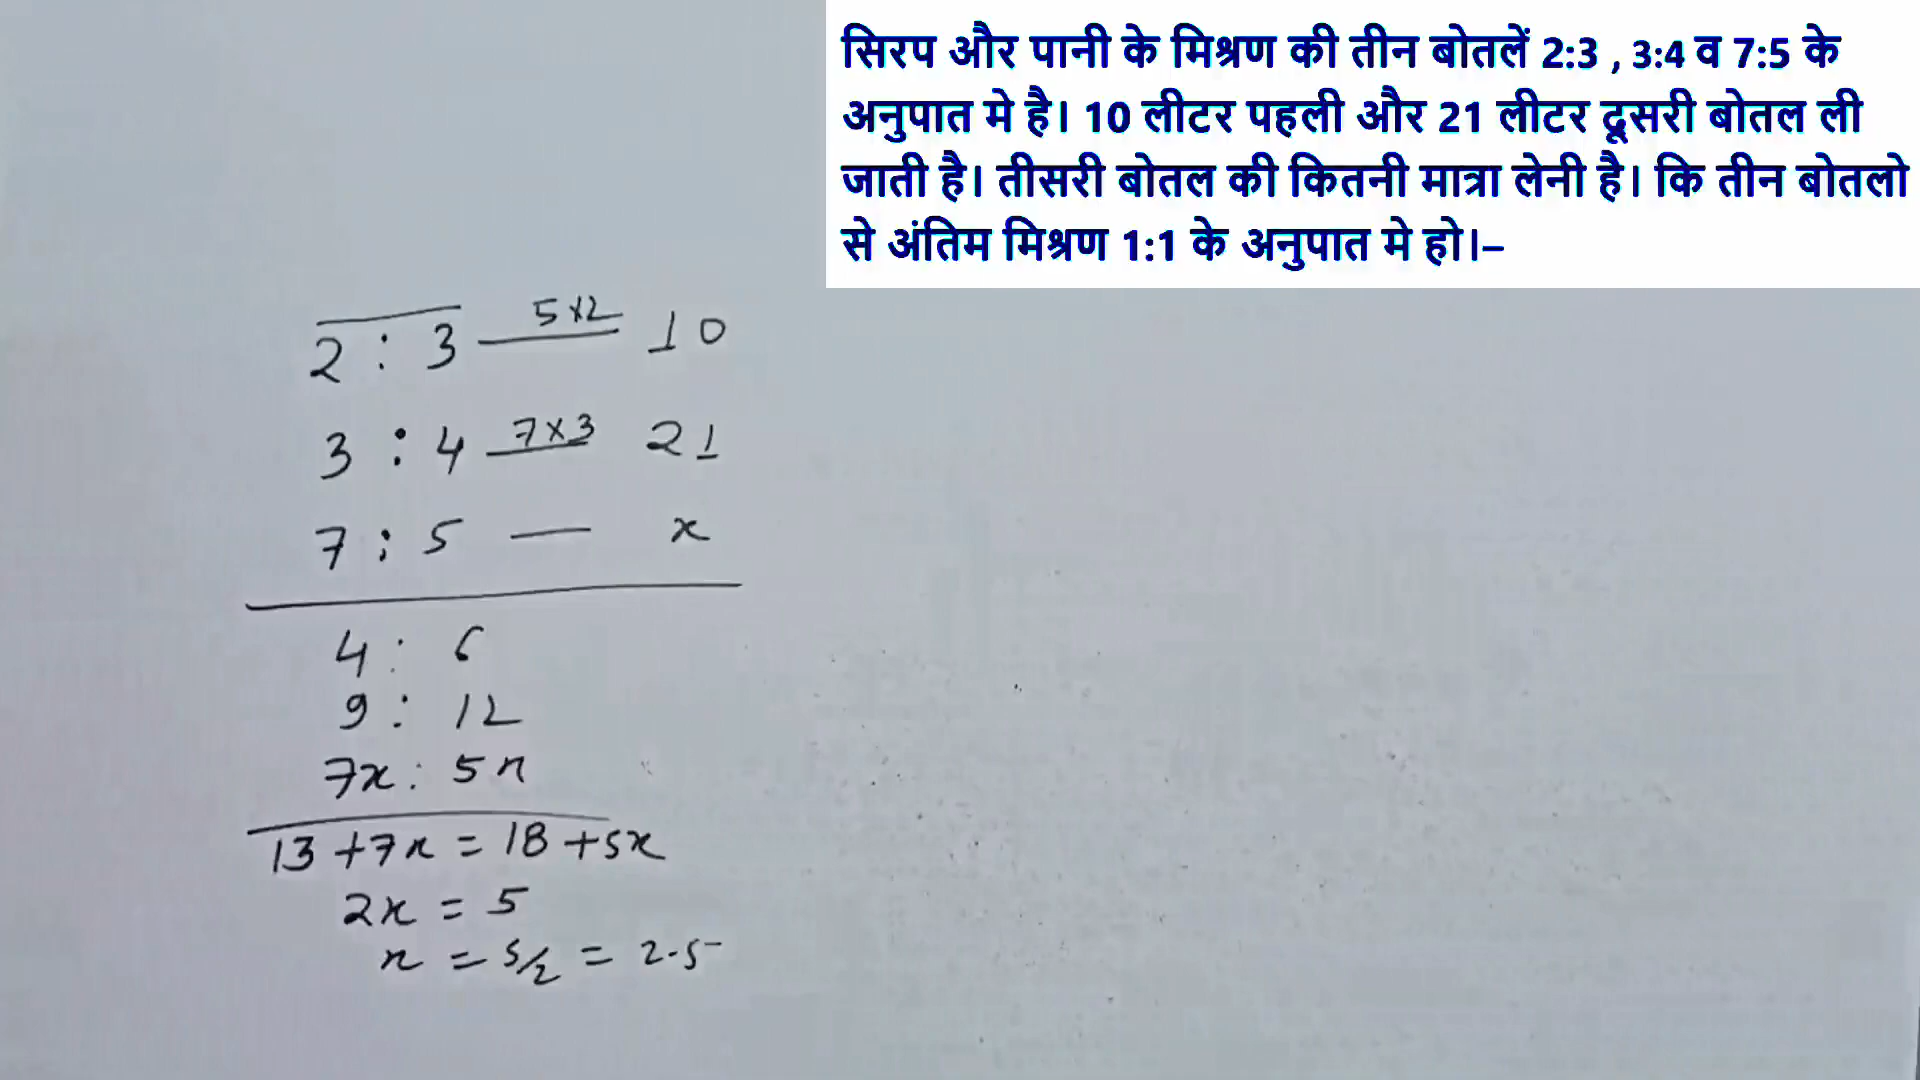 सिरप और पानी के मिश्रण की तीन बोतलें 2:3 , 3:4 व 7:5 के
अनुपात मे है। 10 लीटर पहली और 21 लीटर दूसरी बोतल ली
जाती है। तीसरी बोतल की कितनी मात्रा लेनी है। कि तीन बोतलो
से अंतिम मिश्रण 1:1 के अनुपात मे हो।–
2 : 3 5×2 10
3 : 4 7×3 21
7 : 5 — x
4 : 6
9 : 12
7x : 5x
13 + 7x = 18 + 5x
2x = 5
x = 5/2 = 2.5